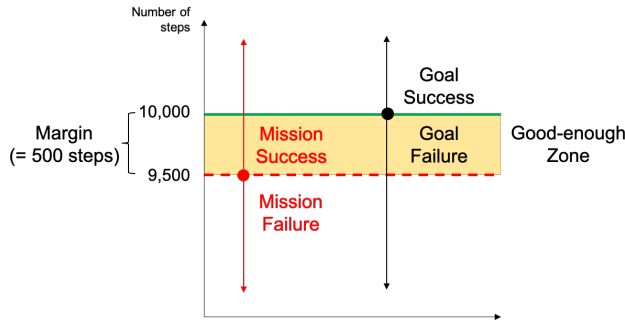 Number of
steps
Goal
Success
10,000
Margin
(= 500 steps)
Mission
Success
Goal
Failure
Good-enough
Zone
9,500
Mission
Failure